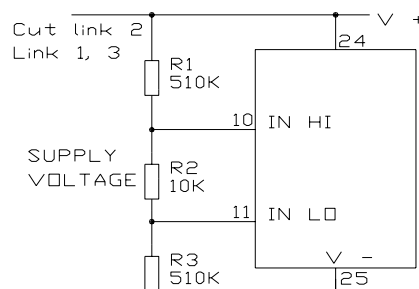 Cut link 2
Link 1, 3
V +
24
R1
510K
10
IN HI
SUPPLY
VOLTAGE
R2
10K
11
IN LO
V -
R3
510K
25